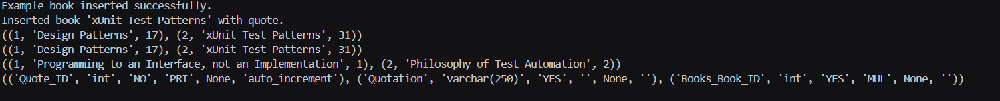 Example book inserted successfully.
Inserted book 'xUnit Test Patterns' with quote.
((1, 'Design Patterns', 17), (2, 'xUnit Test Patterns', 31))
((1, 'Design Patterns', 17), (2, 'xUnit Test Patterns', 31))
((1, 'Programming to an Interface, not an Implementation', 1), (2, 'Philosophy of Test Automation', 2))
(('Quote_ID', 'int', 'NO', 'PRI', None, 'auto_increment'), ('Quotation', 'varchar(250)', 'YES', '', None, ''), ('Books_Book_ID', 'int', 'YES', 'MUL', None, ''))